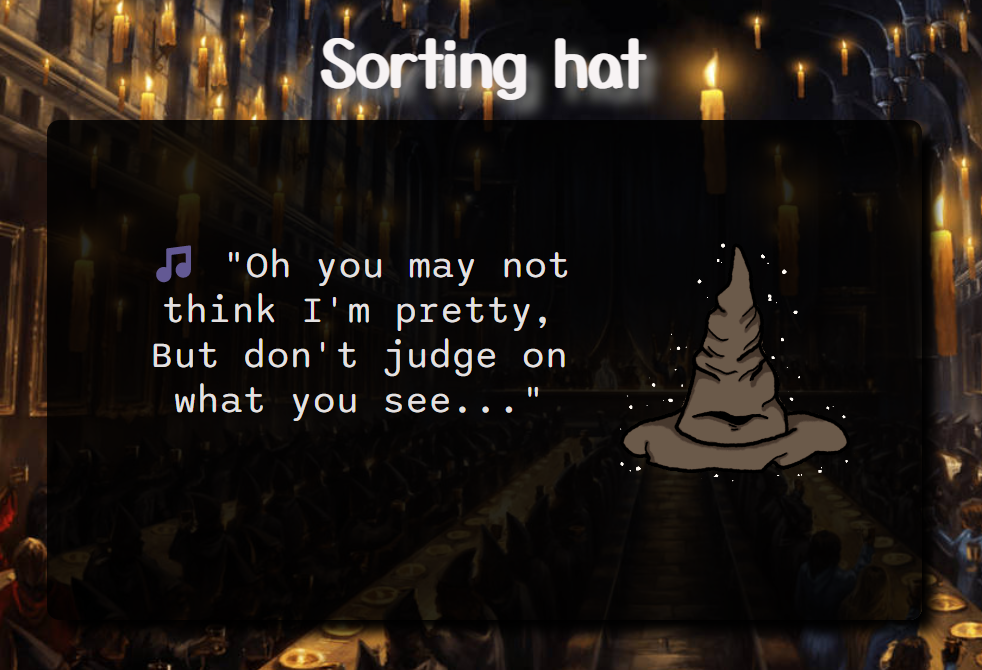 Sorting hat
🎵 "Oh you may not
think I'm pretty,
But don't judge on
what you see..."